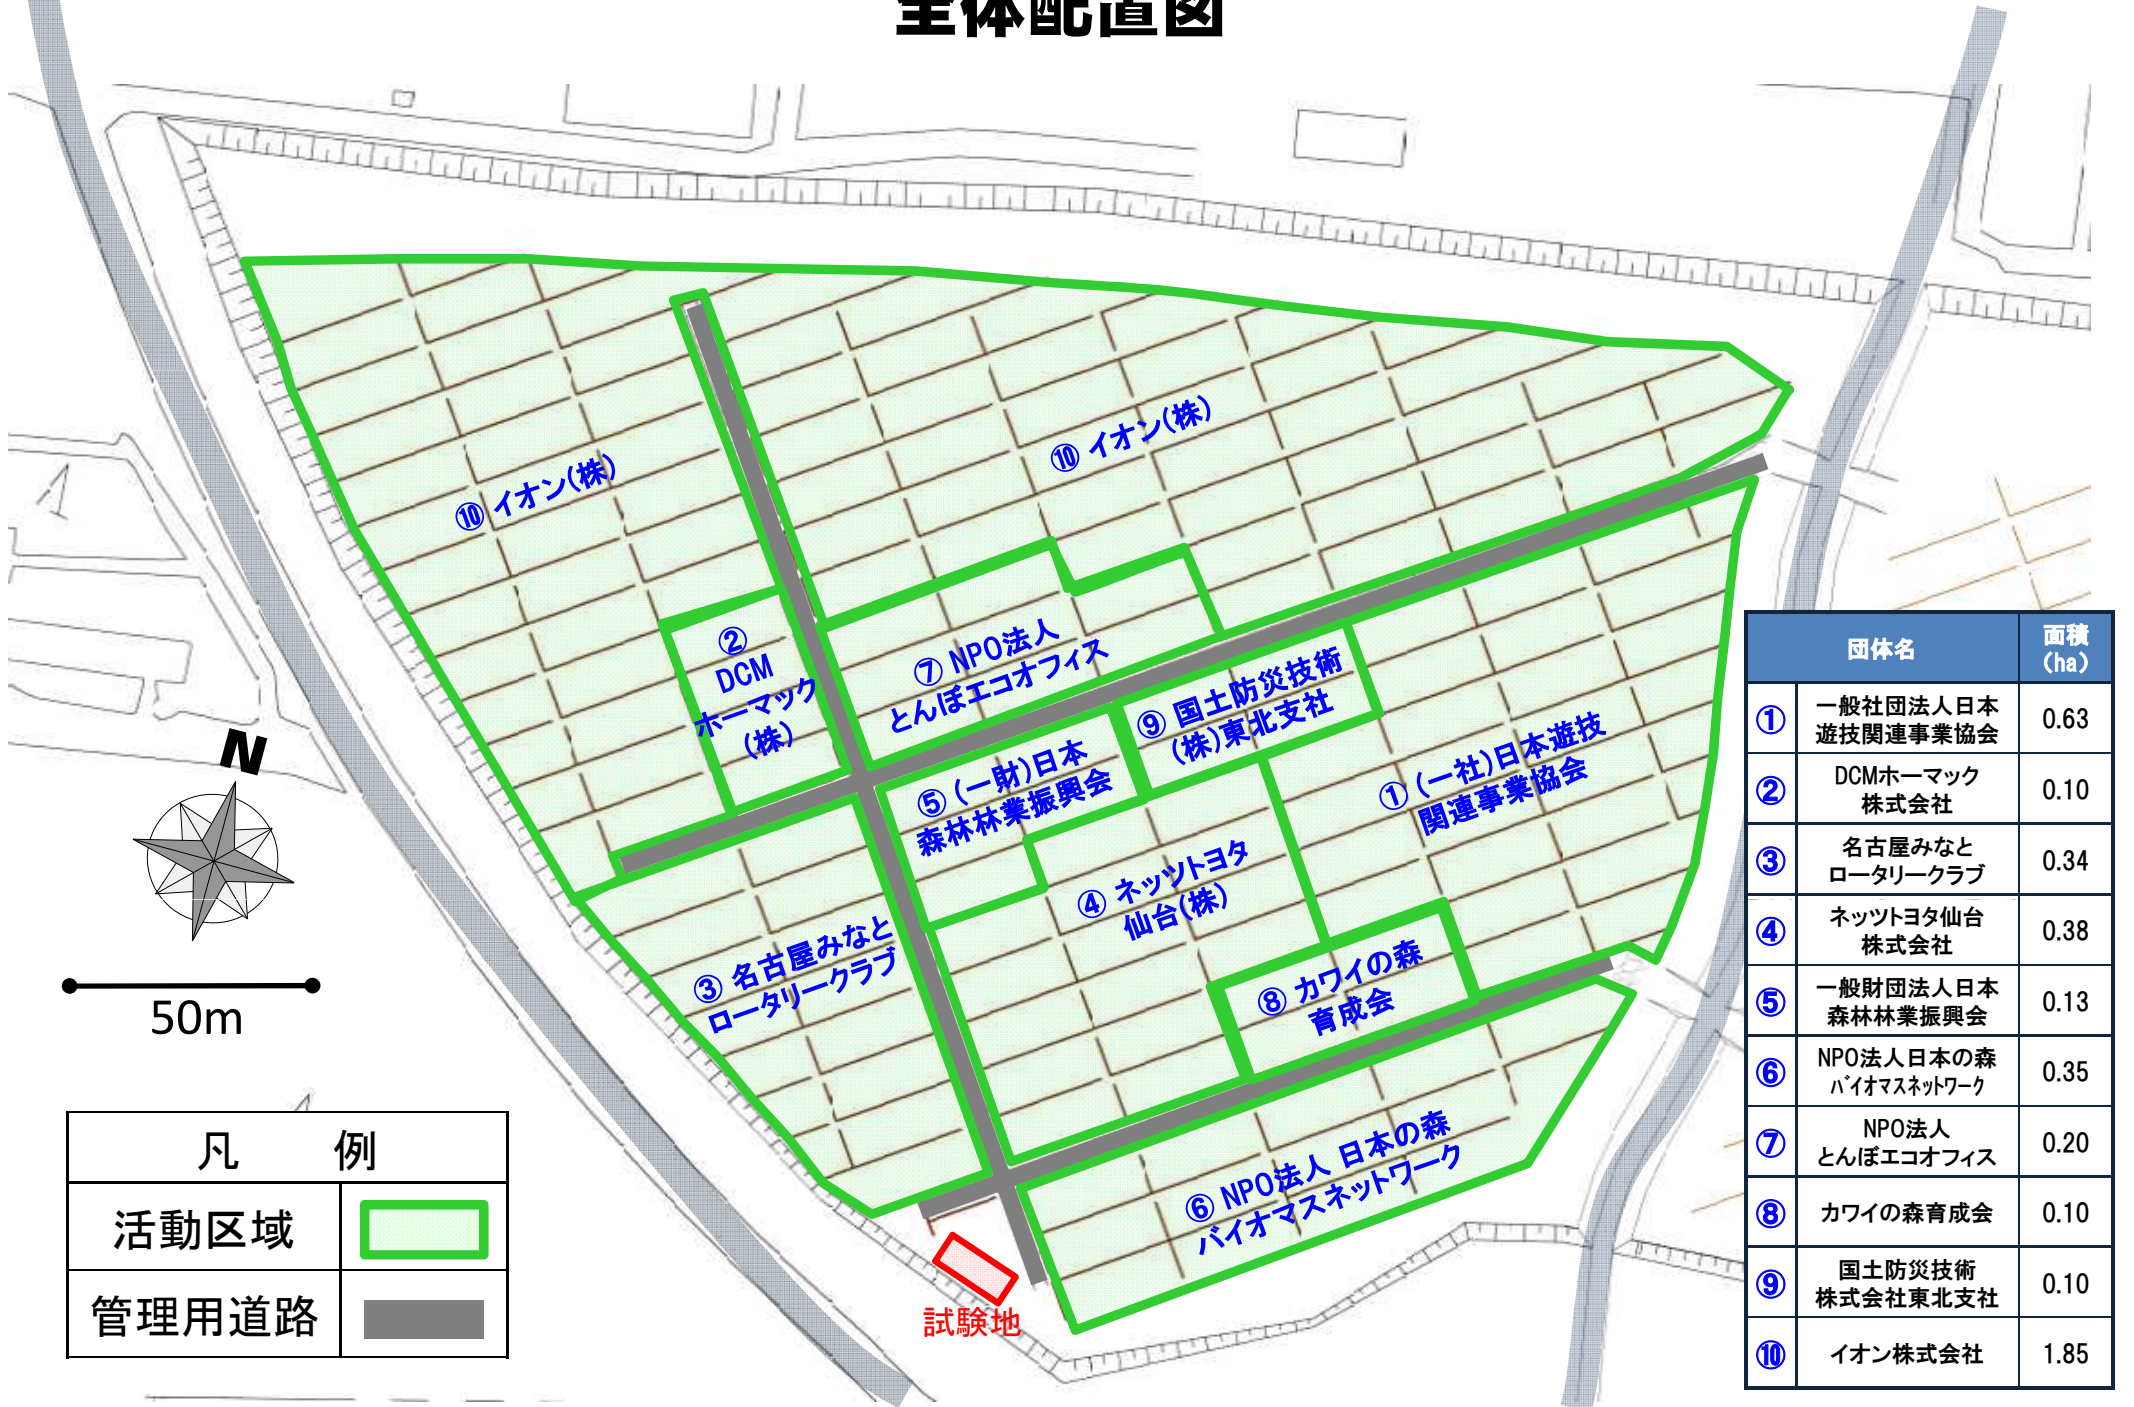 全体配置図
⑩ イオン(株)
⑩ イオン(株)
②
DCM
ホーマック
(株)
⑦ NPO法人
とんぼエコオフィス
⑨ 国土防災技術
(株)東北支社
⑤ (一財)日本
森林林業振興会
① (一社)日本遊技
関連事業協会
④ ネッツトヨタ
仙台(株)
③ 名古屋みなと
ロータリークラブ
⑧ カワイの森
育成会
⑥ NPO法人 日本の森
バイオマスネットワーク
試験地
N
50m
凡 例
活動区域
管理用道路
団体名 面積
(ha)
① 一般社団法人日本
遊技関連事業協会 0.63
② DCMホーマック
株式会社 0.10
③ 名古屋みなと
ロータリークラブ 0.34
④ ネッツトヨタ仙台
株式会社 0.38
⑤ 一般財団法人日本
森林林業振興会 0.13
⑥ NPO法人日本の森
バイオマスネットワーク 0.35
⑦ NPO法人
とんぼエコオフィス 0.20
⑧ カワイの森育成会 0.10
⑨ 国土防災技術
株式会社東北支社 0.10
⑩ イオン株式会社 1.85